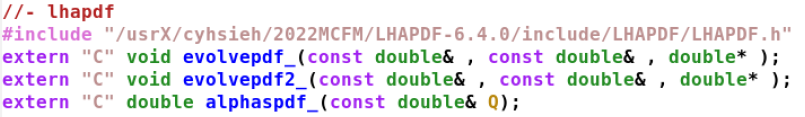 //- lhapdf
#include "/usrX/cyhsieh/2022MCFM/LHAPDF-6.4.0/include/LHAPDF/LHAPDF.h"
extern "C" void evolvepdf_(const double& , const double& , double* );
extern "C" void evolvepdf2_(const double& , const double& , double* );
extern "C" double alphaspdf_(const double& Q);